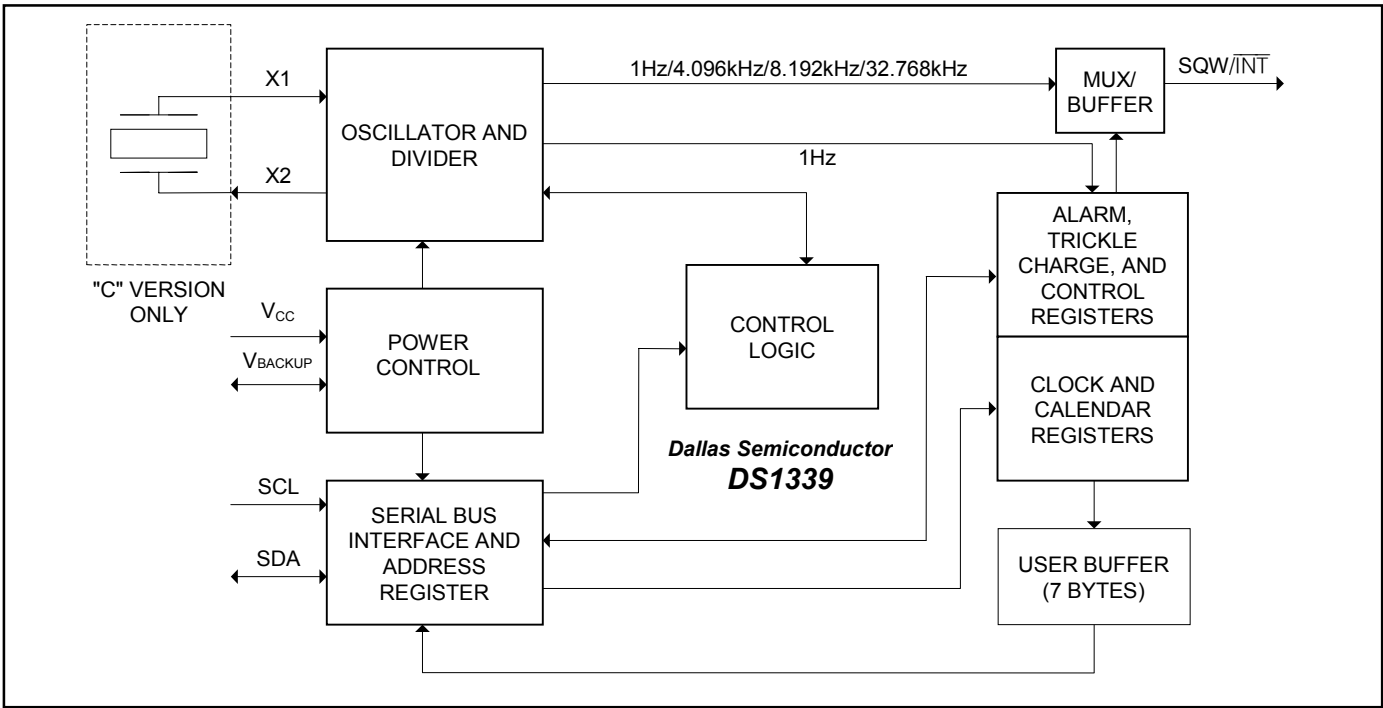 X1
X2
"C" VERSION
ONLY
OSCILLATOR AND
DIVIDER
1Hz/4.096kHz/8.192kHz/32.768kHz
1Hz
MUX/
BUFFER
SQW/I̅N̅T̅
ALARM,
TRICKLE
CHARGE, AND
CONTROL
REGISTERS
VCC
VBACKUP
POWER
CONTROL
CONTROL
LOGIC
CLOCK AND
CALENDAR
REGISTERS
Dallas Semiconductor
DS1339
SCL
SDA
SERIAL BUS
INTERFACE AND
ADDRESS
REGISTER
USER BUFFER
(7 BYTES)